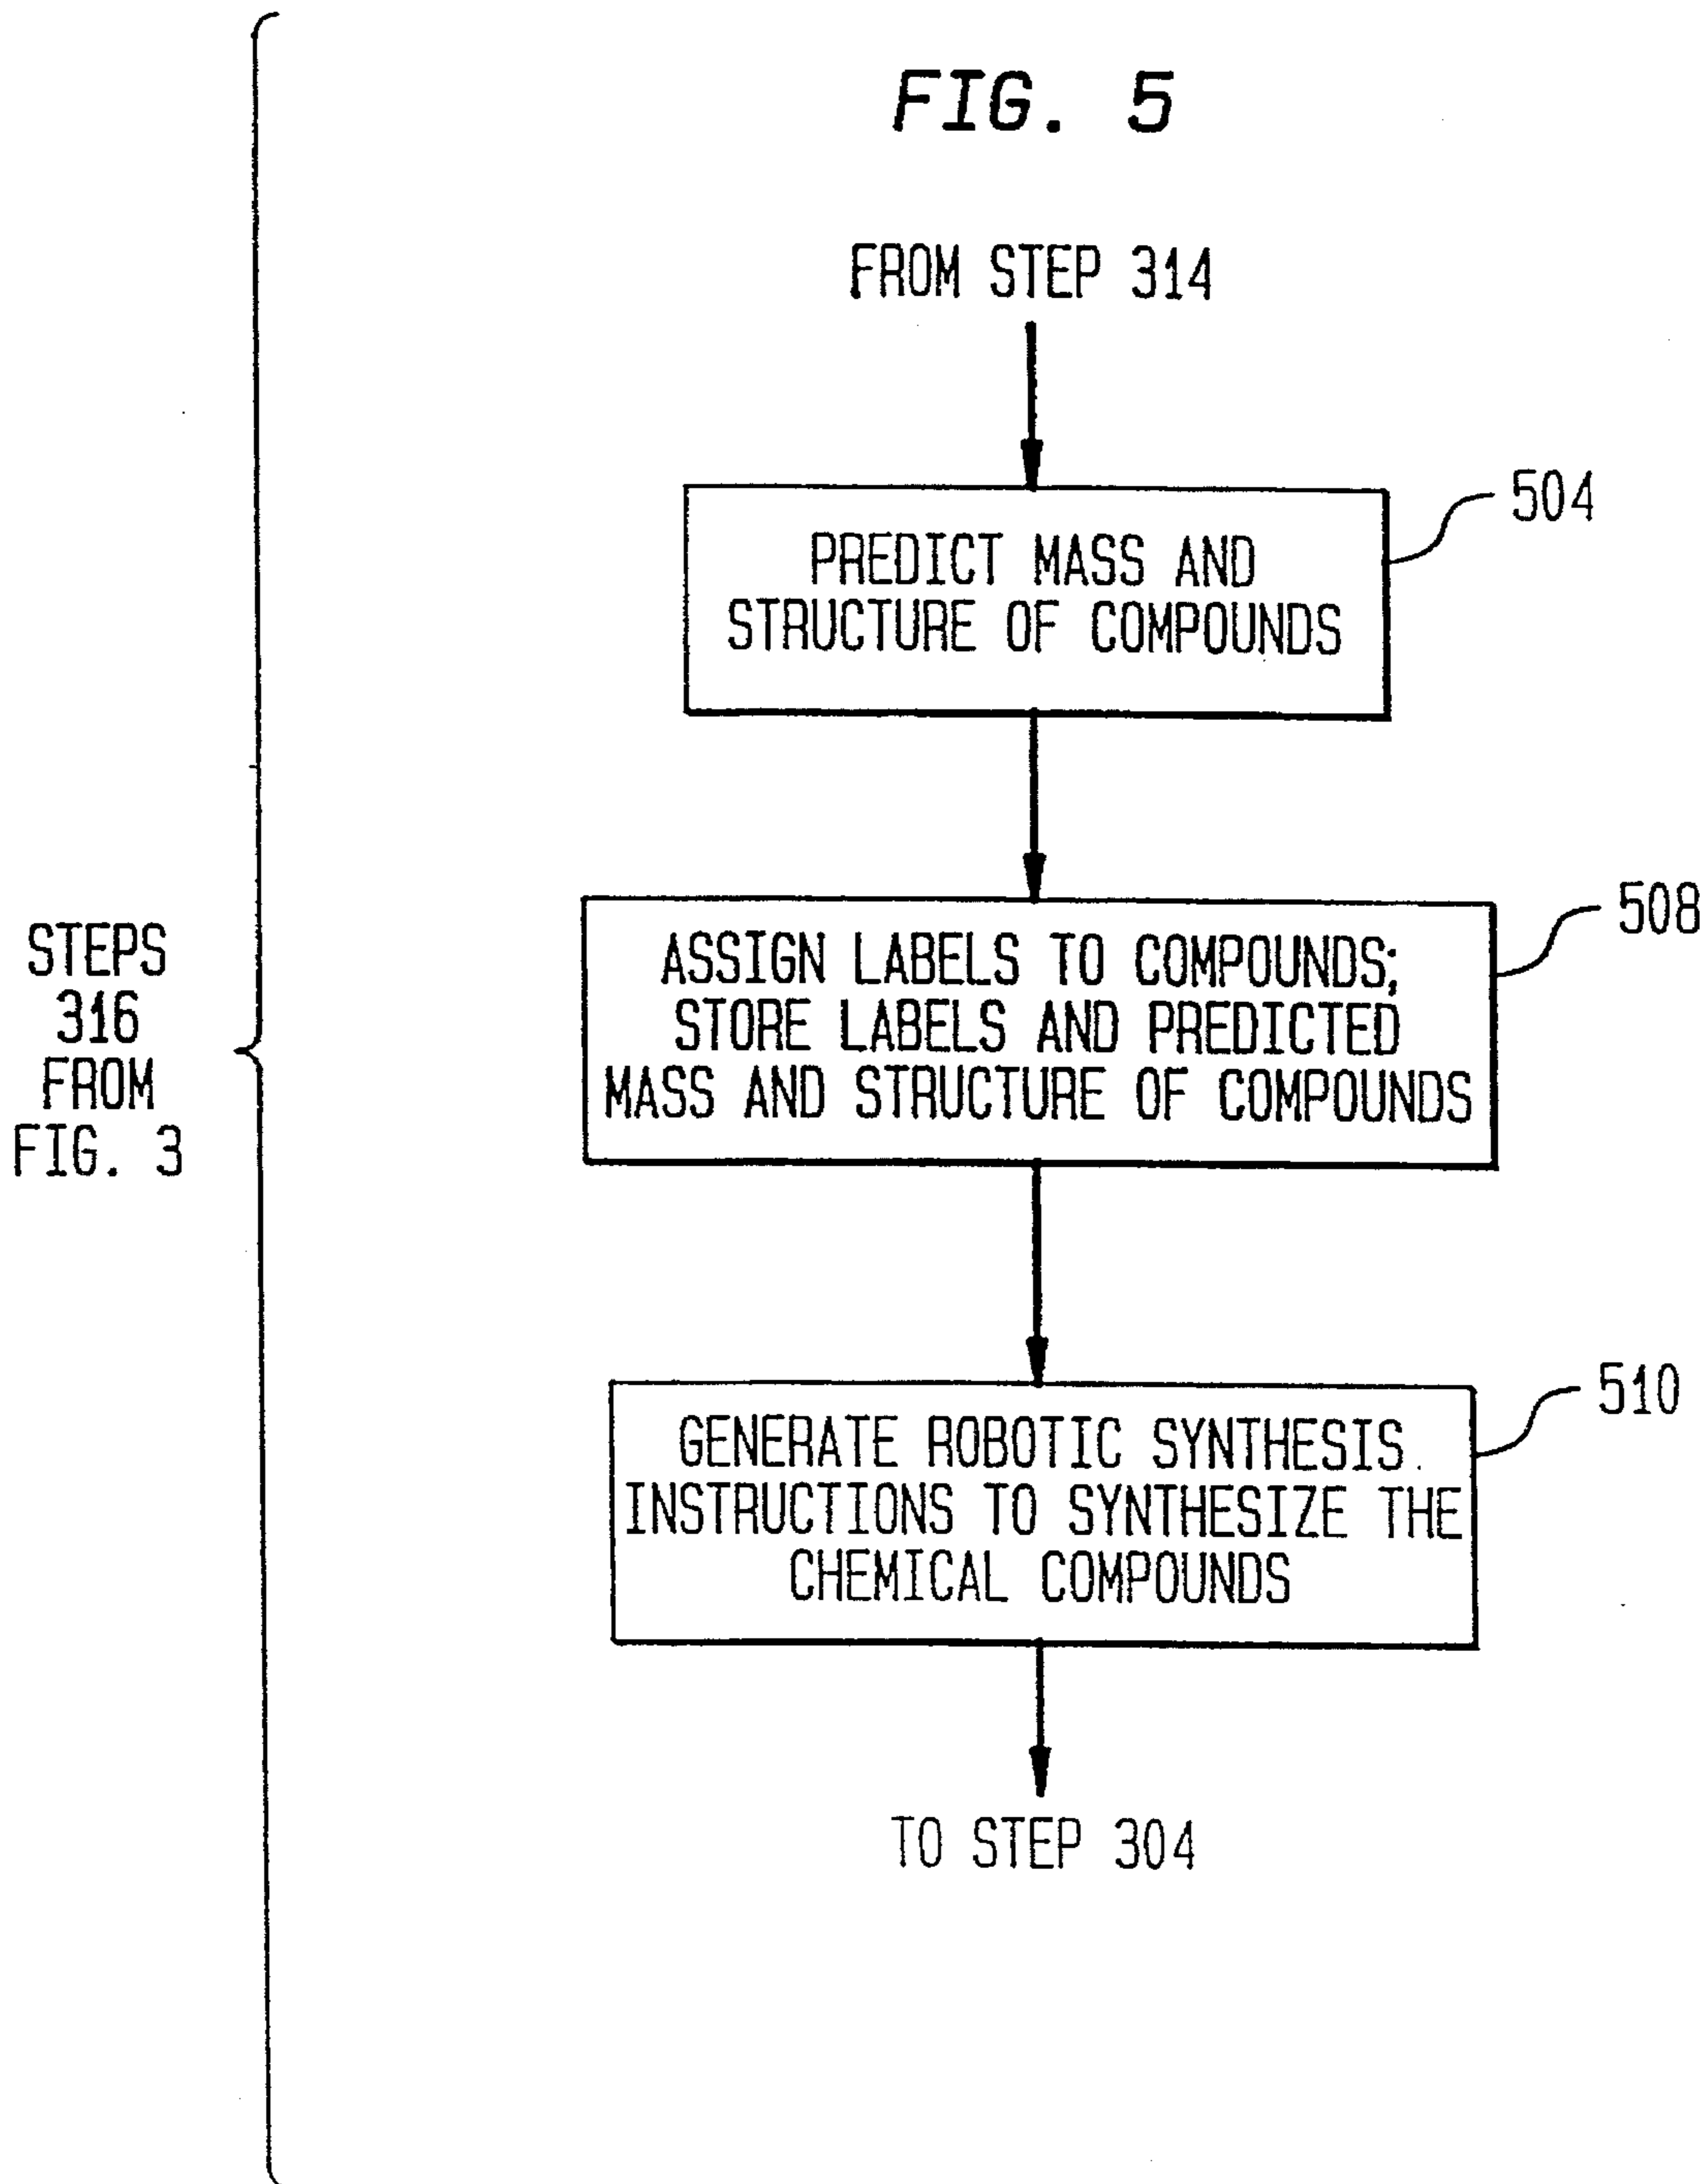 FIG. 5
FROM STEP 314
504
PREDICT MASS AND
STRUCTURE OF COMPOUNDS
508
ASSIGN LABELS TO COMPOUNDS;
STORE LABELS AND PREDICTED
MASS AND STRUCTURE OF COMPOUNDS
STEPS
316
FROM
FIG. 3
510
GENERATE ROBOTIC SYNTHESIS
INSTRUCTIONS TO SYNTHESIZE THE
CHEMICAL COMPOUNDS
TO STEP 304